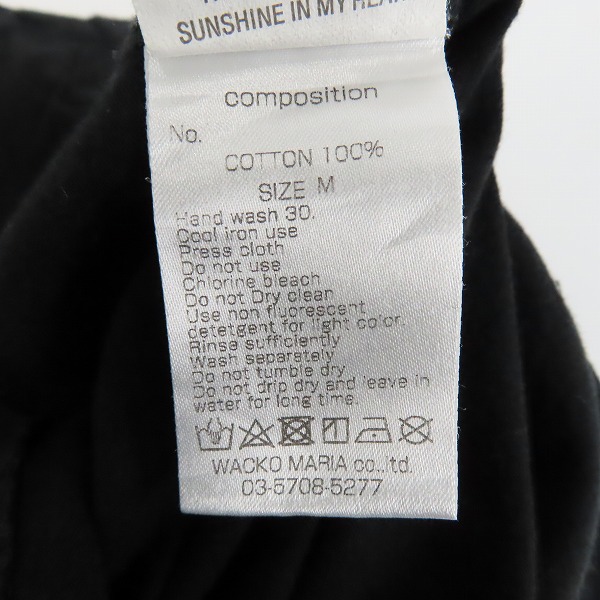 SUNSHINE IN MY HEART
composition
No.
COTTON 100%
SIZE M
Hand wash 30.
Cool iron use
Press cloth
Do not use
Chlorine bleach
Do not Dry clean
Use non fluorescent
detetgent for light color.
Rinse sufficiently
Wash separately
Do not tumble dry
Do not drip dry and leave in
water for long time.
WACKO MARIA co.,ltd.
03-5708-5277